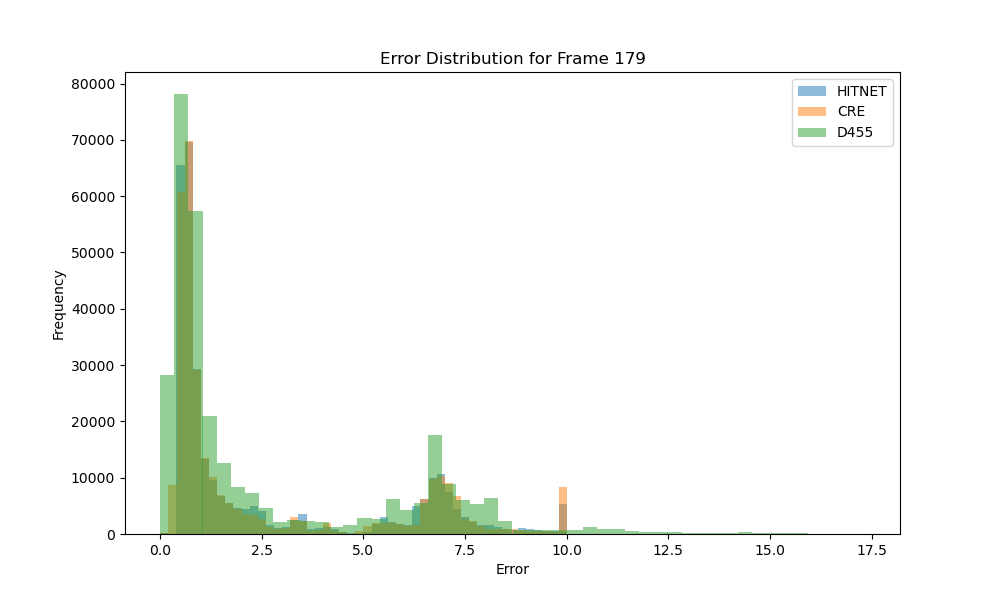 Error Distribution for Frame 179
HITNET
CRE
D455
80000
70000
60000
50000
40000
30000
20000
10000
0
Frequency
0.0 2.5 5.0 7.5 10.0 12.5 15.0 17.5
Error